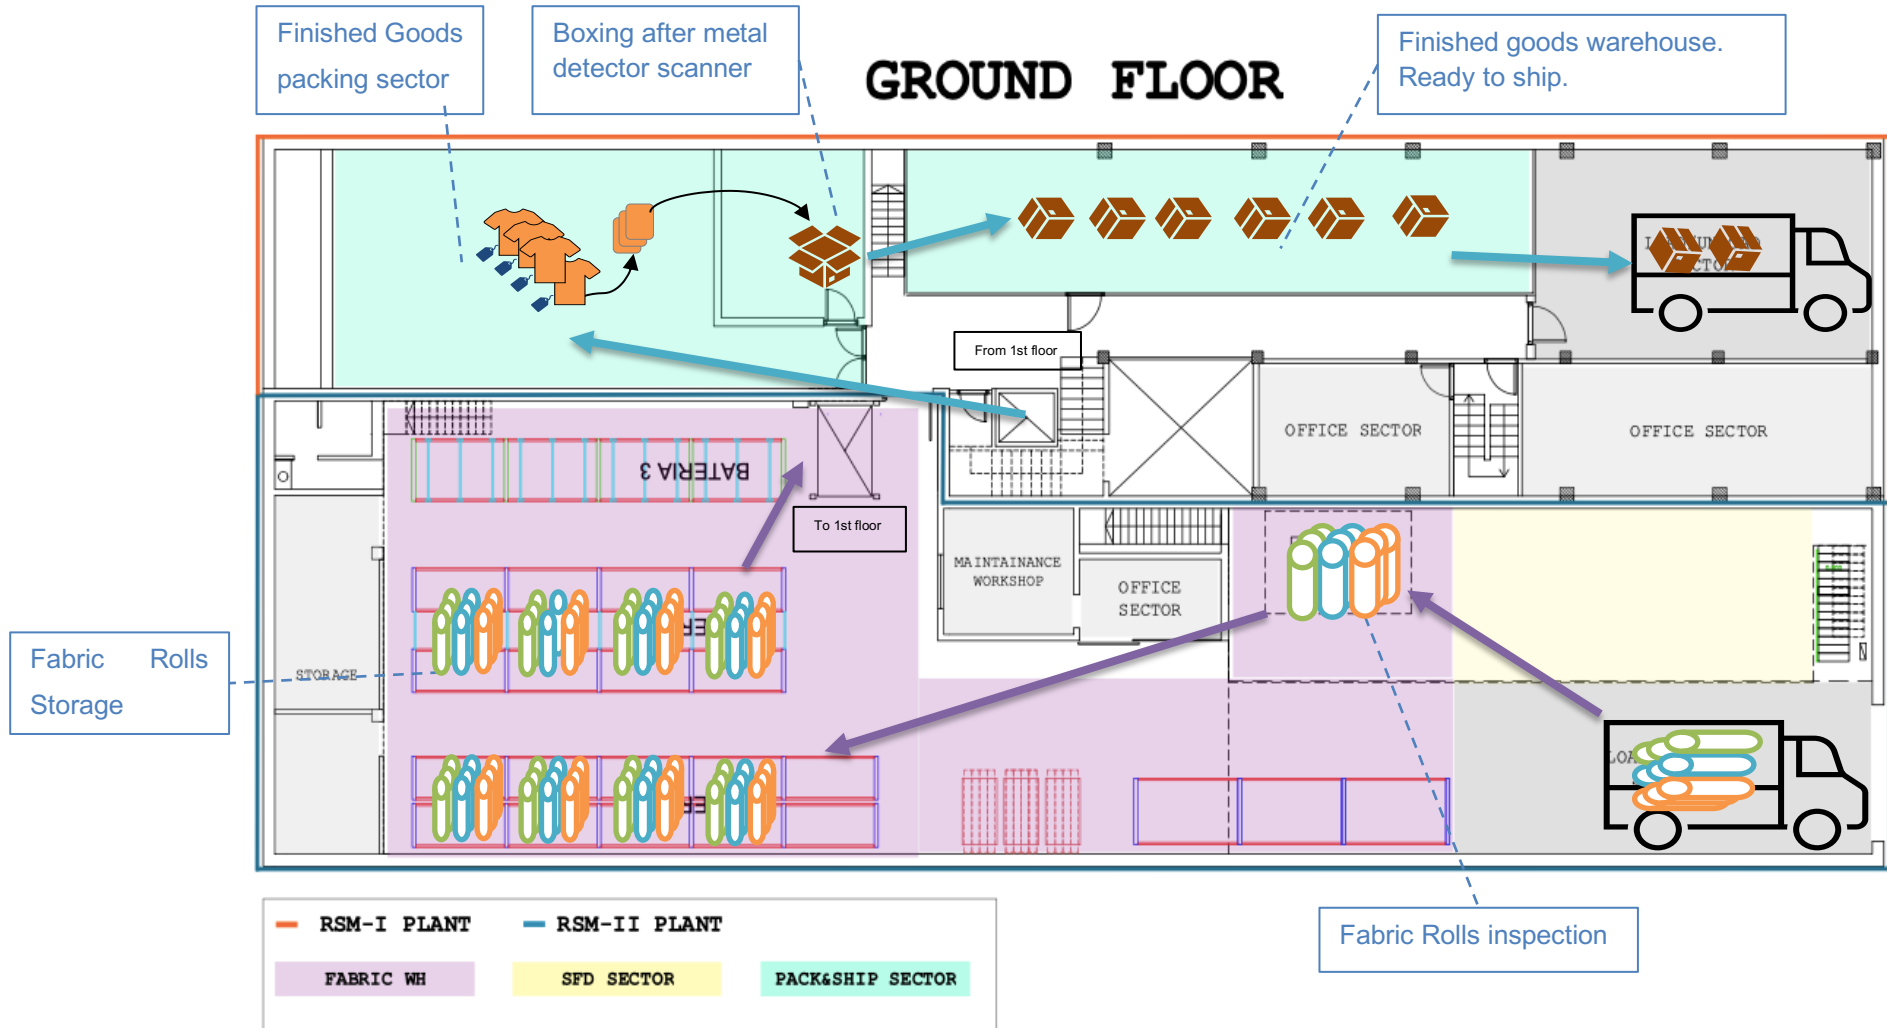 Finished Goods
packing sector
Boxing after metal
detector scanner
GROUND FLOOR
Finished goods warehouse.
Ready to ship.
From 1st floor
OFFICE SECTOR
OFFICE SECTOR
BATERIA 3
To 1st floor
MAINTAINANCE
WORKSHOP
OFFICE
SECTOR
Fabric Rolls
Storage
STORAGE
Fabric Rolls inspection
RSM-I PLANT
RSM-II PLANT
FABRIC WH
SFD SECTOR
PACK&SHIP SECTOR